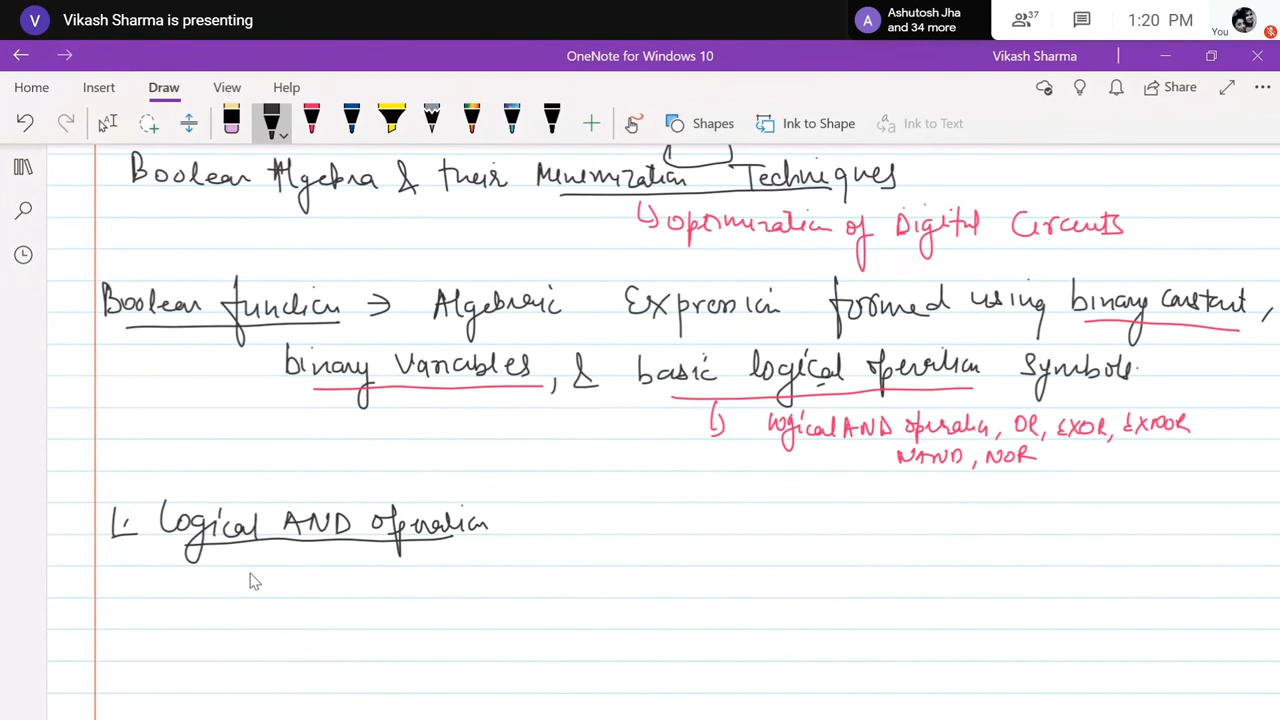 V Vikash Sharma is presenting
A Ashutosh Jha and 34 more
37
1:20 PM
You
OneNote for Windows 10
Vikash Sharma
Home Insert Draw View Help
Share
Shapes Ink to Shape Ink to Text
Boolean Algebra & their Minimization Techniques
Optimization of Digital Circuits
Boolean function → Algebraic Expression formed using binary constant,
binary variables, & basic logical operation symbols.
logical AND operation, OR, EXOR, EXNOR
NAND, NOR
1. Logical AND operation